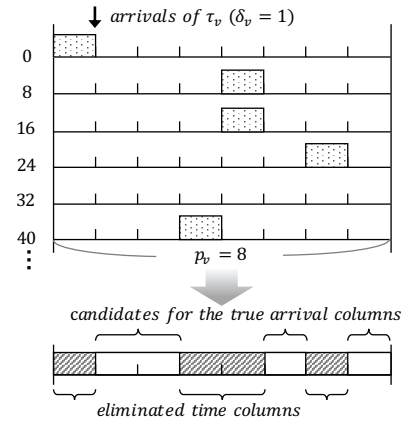 arrivals of τᵥ (δᵥ = 1)
0
8
16
24
32
40
⋮
pᵥ = 8
candidates for the true arrival columns
eliminated time columns